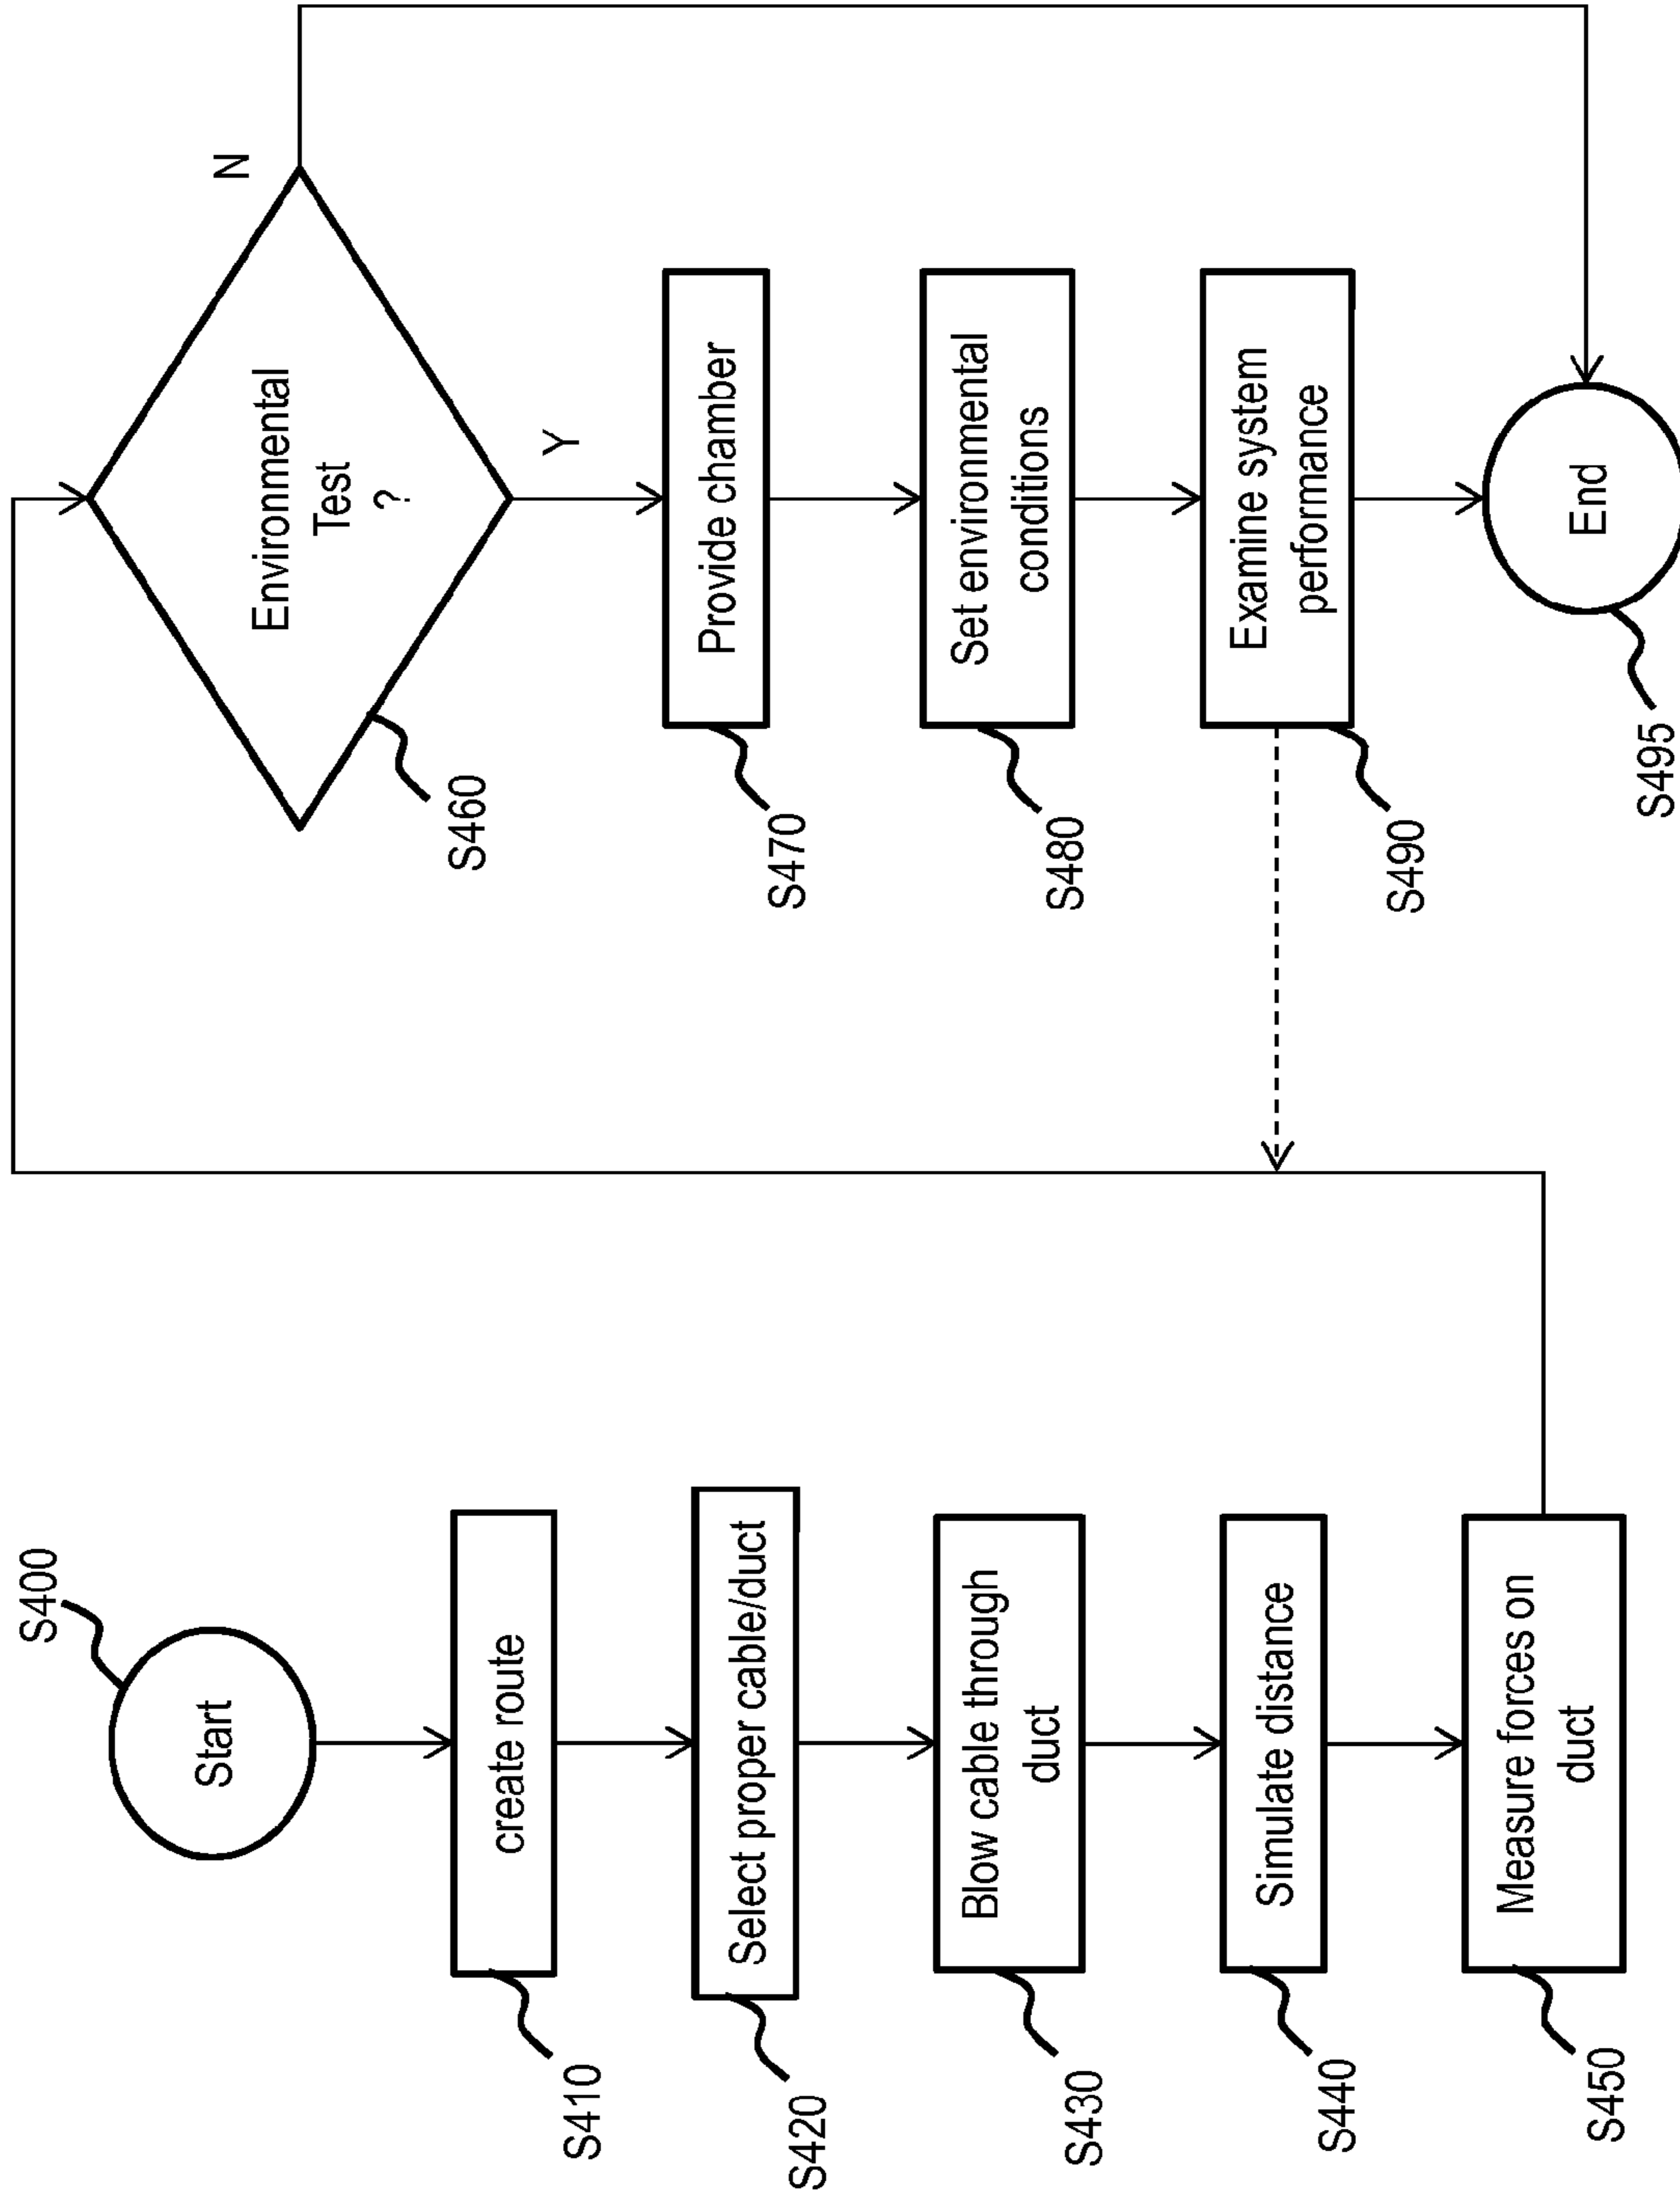 S400
Start
S410
create route
S420
Select proper cable/duct
S430
Blow cable through
duct
S440
Simulate distance
S450
Measure forces on
duct
S460
Environmental
Test
?
N
Y
S470
Provide chamber
S480
Set environmental
conditions
S490
Examine system
performance
S495
End